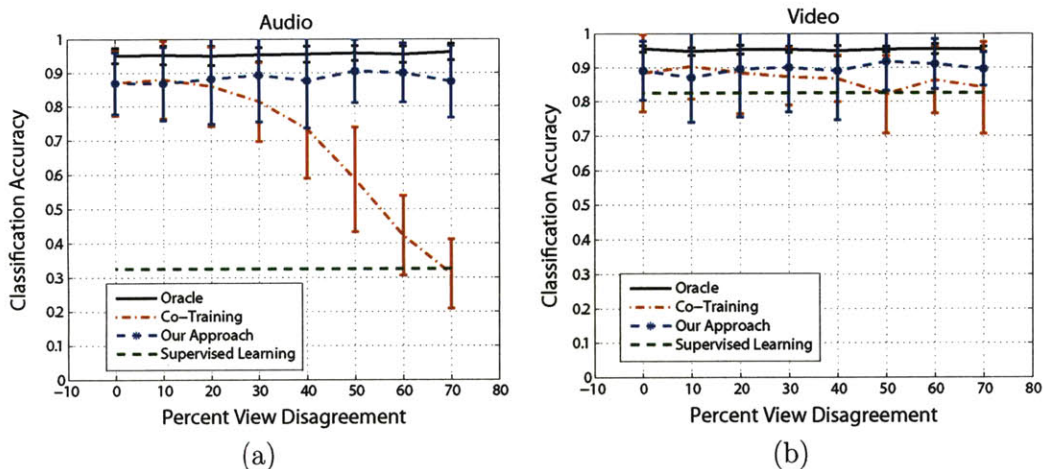 Audio
Classification Accuracy
1
0.9
0.8
0.7
0.6
0.5
0.4
0.3
0.2
0.1
0
Oracle
Co-Training
Our Approach
Supervised Learning
-10 0 10 20 30 40 50 60 70 80
Percent View Disagreement
(a)
Video
Classification Accuracy
1
0.9
0.8
0.7
0.6
0.5
0.4
0.3
0.2
0.1
0
Oracle
Co-Training
Our Approach
Supervised Learning
-10 0 10 20 30 40 50 60 70 80
Percent View Disagreement
(b)